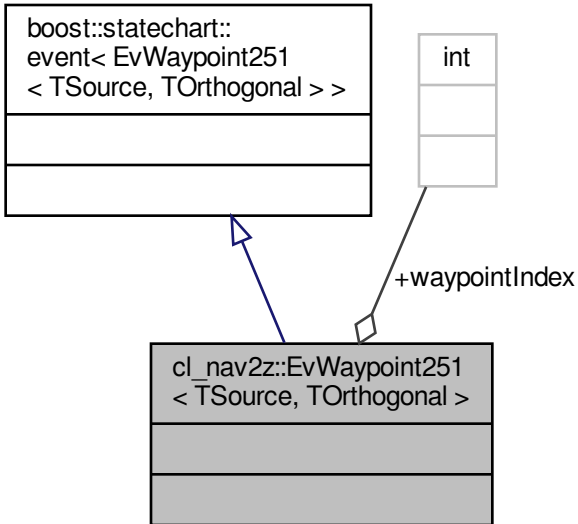 boost::statechart::
event< EvWaypoint251
< TSource, TOrthogonal > >
int
+waypointIndex
cl_nav2z::EvWaypoint251
< TSource, TOrthogonal >